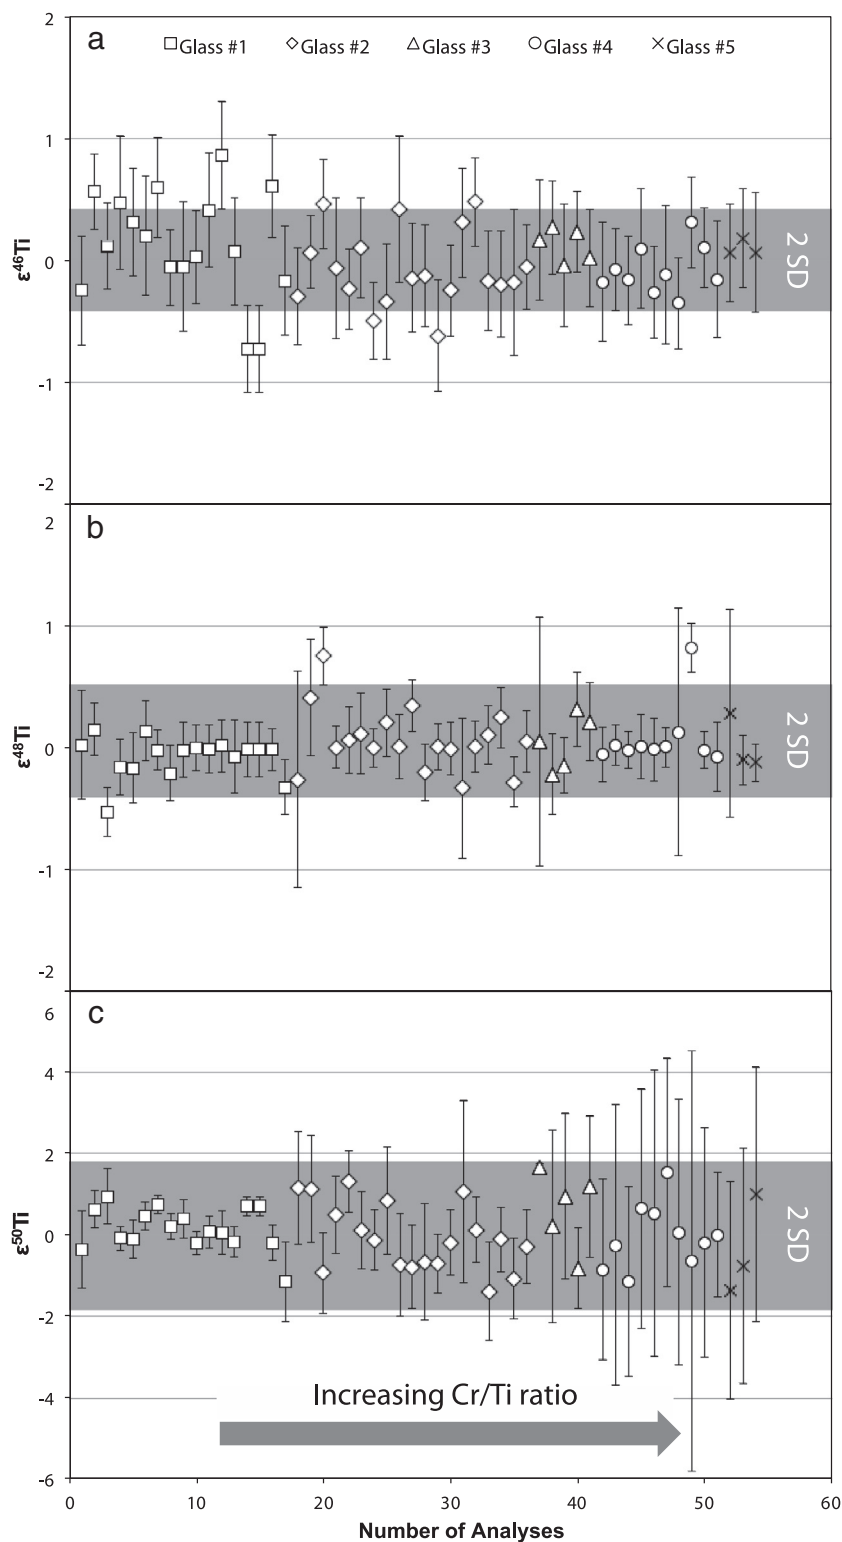 2
a
Glass #1 Glass #2 Glass #3 Glass #4 Glass #5
1
0
-1
-2
ε46Ti
2 SD
2
b
1
0
-1
-2
ε48Ti
2 SD
6
c
4
2
0
-2
-4
-6
ε50Ti
2 SD
Increasing Cr/Ti ratio
0 10 20 30 40 50 60
Number of Analyses